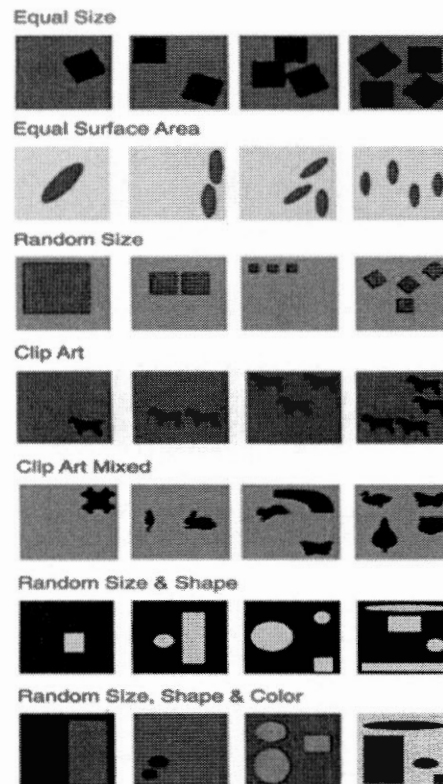 Equal Size
Equal Surface Area
Random Size
Clip Art
Clip Art Mixed
Random Size & Shape
Random Size, Shape & Color